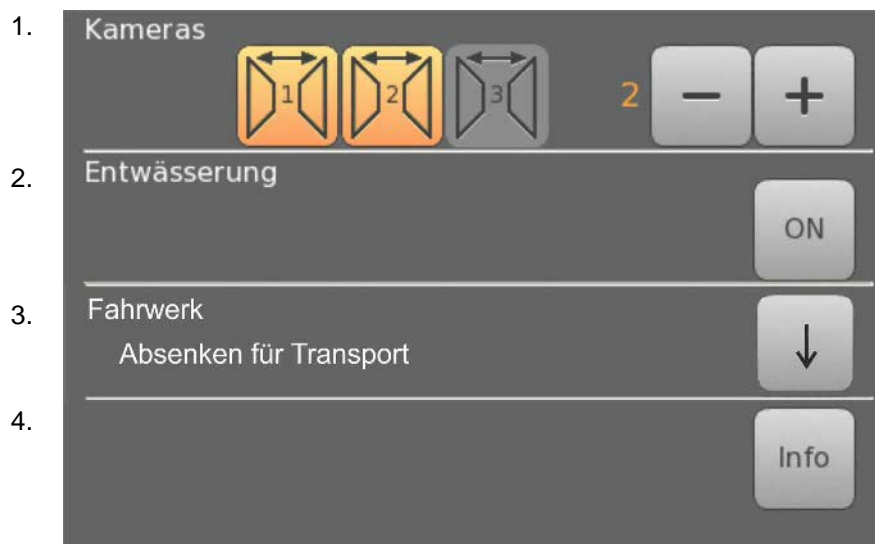 1.
Kameras
1 2 3 2 − +
2.
Entwässerung
ON
3.
Fahrwerk
Absenken für Transport
↓
4.
Info